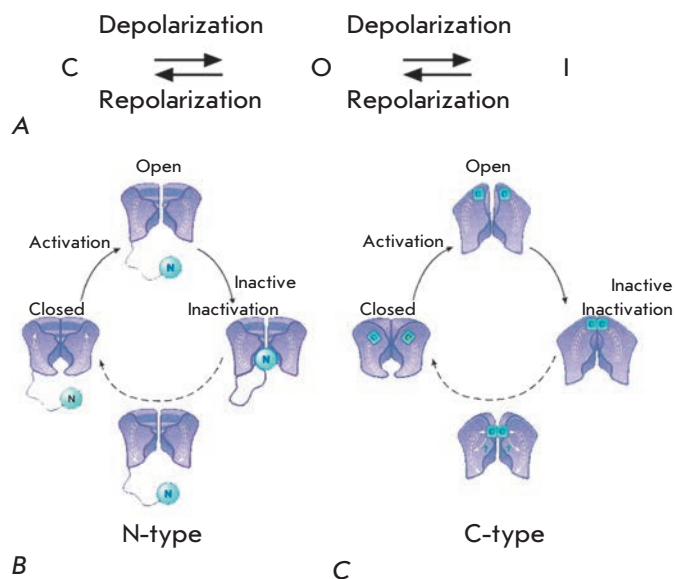 Depolarization Depolarization
C O I
Repolarization Repolarization
A
Open Open
Activation Activation
Inactive Inactive
Closed Inactivation Closed Inactivation
N N N N
C C C C C C C C
N-type C-type
B C